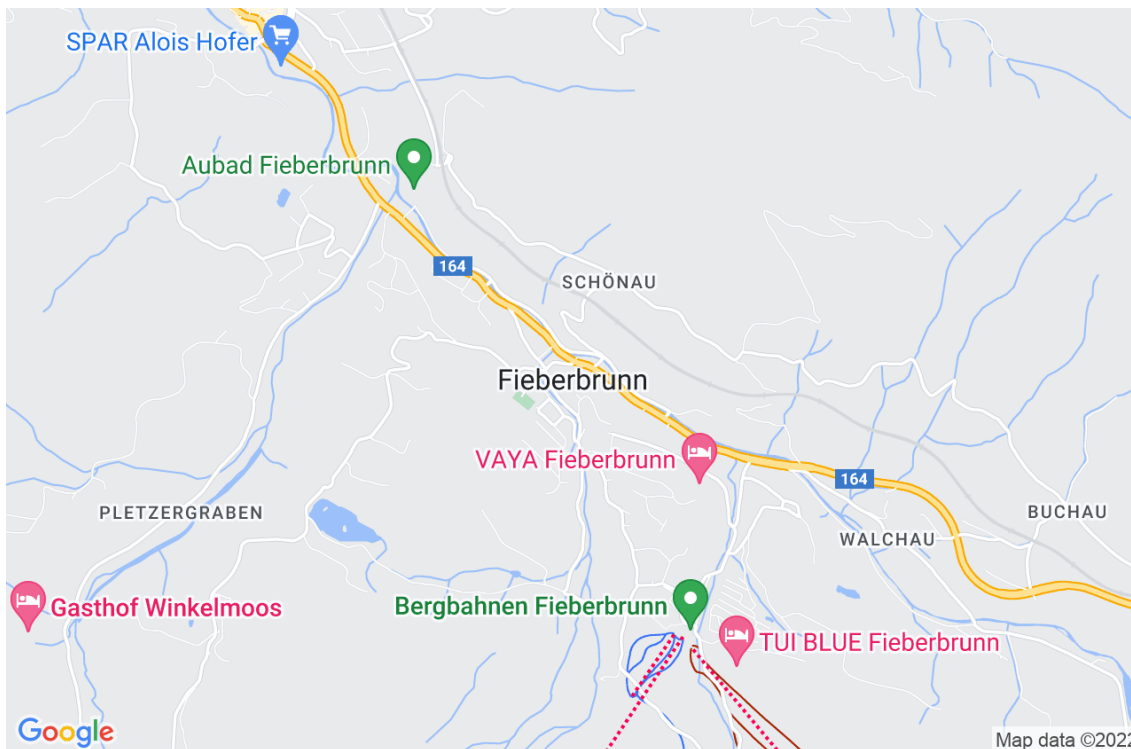 SPAR Alois Hofer
Aubad Fieberbrunn
164
SCHÖNAU
Fieberbrunn
VAYA Fieberbrunn
164
PLETZERGRABEN
BUCHAU
WALCHAU
Gasthof Winkelmoos
Bergbahnen Fieberbrunn
TUI BLUE Fieberbrunn
Google
Map data ©2022